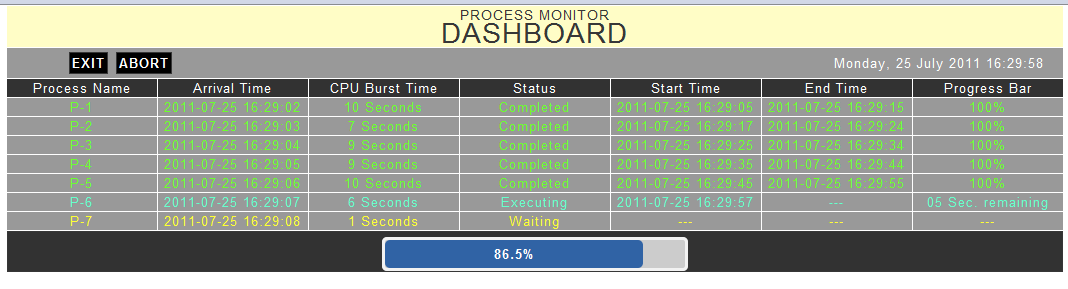 PROCESS MONITOR
DASHBOARD
EXIT ABORT Monday, 25 July 2011 16:29:58
Process Name Arrival Time CPU Burst Time Status Start Time End Time Progress Bar
P-1 2011-07-25 16:29:02 10 Seconds Completed 2011-07-25 16:29:05 2011-07-25 16:29:15 100%
P-2 2011-07-25 16:29:03 7 Seconds Completed 2011-07-25 16:29:17 2011-07-25 16:29:24 100%
P-3 2011-07-25 16:29:04 9 Seconds Completed 2011-07-25 16:29:25 2011-07-25 16:29:34 100%
P-4 2011-07-25 16:29:05 9 Seconds Completed 2011-07-25 16:29:35 2011-07-25 16:29:44 100%
P-5 2011-07-25 16:29:06 10 Seconds Completed 2011-07-25 16:29:45 2011-07-25 16:29:55 100%
P-6 2011-07-25 16:29:07 6 Seconds Executing 2011-07-25 16:29:57 --- 05 Sec. remaining
P-7 2011-07-25 16:29:08 1 Seconds Waiting --- --- ---
86.5%